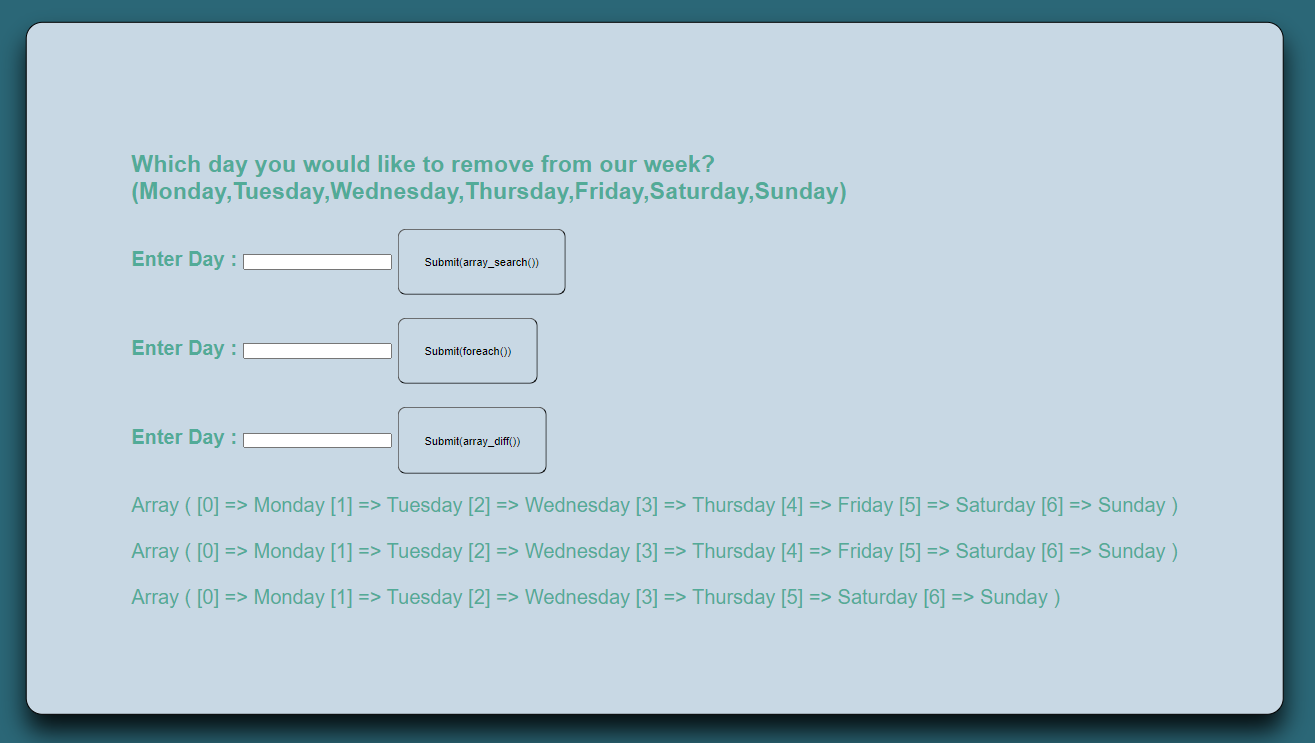 Which day you would like to remove from our week?
(Monday,Tuesday,Wednesday,Thursday,Friday,Saturday,Sunday)
Enter Day : Submit(array_search())
Enter Day : Submit(foreach())
Enter Day : Submit(array_diff())
Array ( [0] => Monday [1] => Tuesday [2] => Wednesday [3] => Thursday [4] => Friday [5] => Saturday [6] => Sunday )
Array ( [0] => Monday [1] => Tuesday [2] => Wednesday [3] => Thursday [4] => Friday [5] => Saturday [6] => Sunday )
Array ( [0] => Monday [1] => Tuesday [2] => Wednesday [3] => Thursday [5] => Saturday [6] => Sunday )